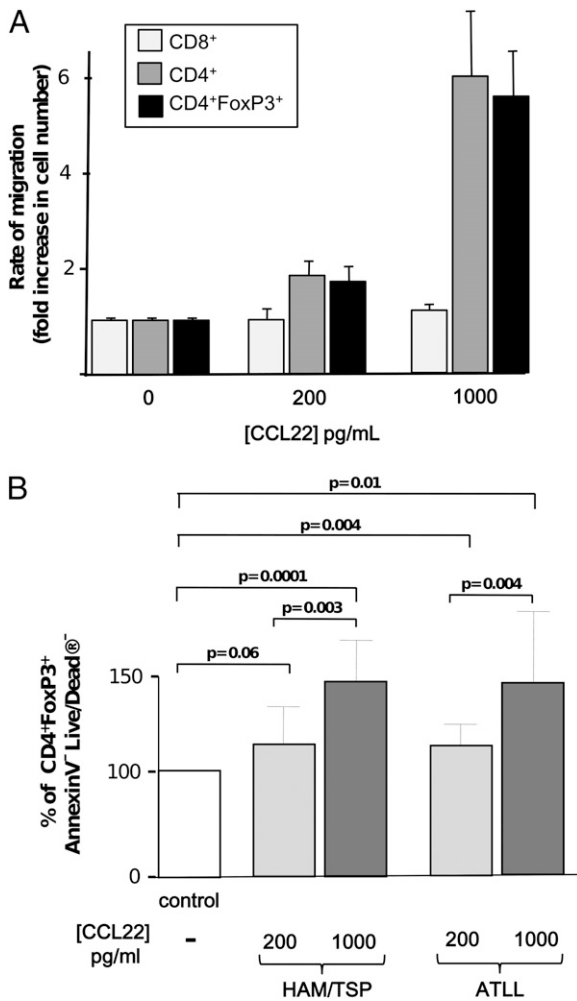 A
CD8⁺
CD4⁺
CD4⁺FoxP3⁺
Rate of migration
(fold increase in cell number)
6
4
2
0
200
1000
[CCL22] pg/mL
B
p=0.01
p=0.004
p=0.0001
p=0.003
p=0.004
p=0.06
% of CD4⁺FoxP3⁺
AnnexinV⁻ Live/Dead®⁻
150
100
0
control
[CCL22]
pg/ml
-
200
1000
200
1000
HAM/TSP
ATLL